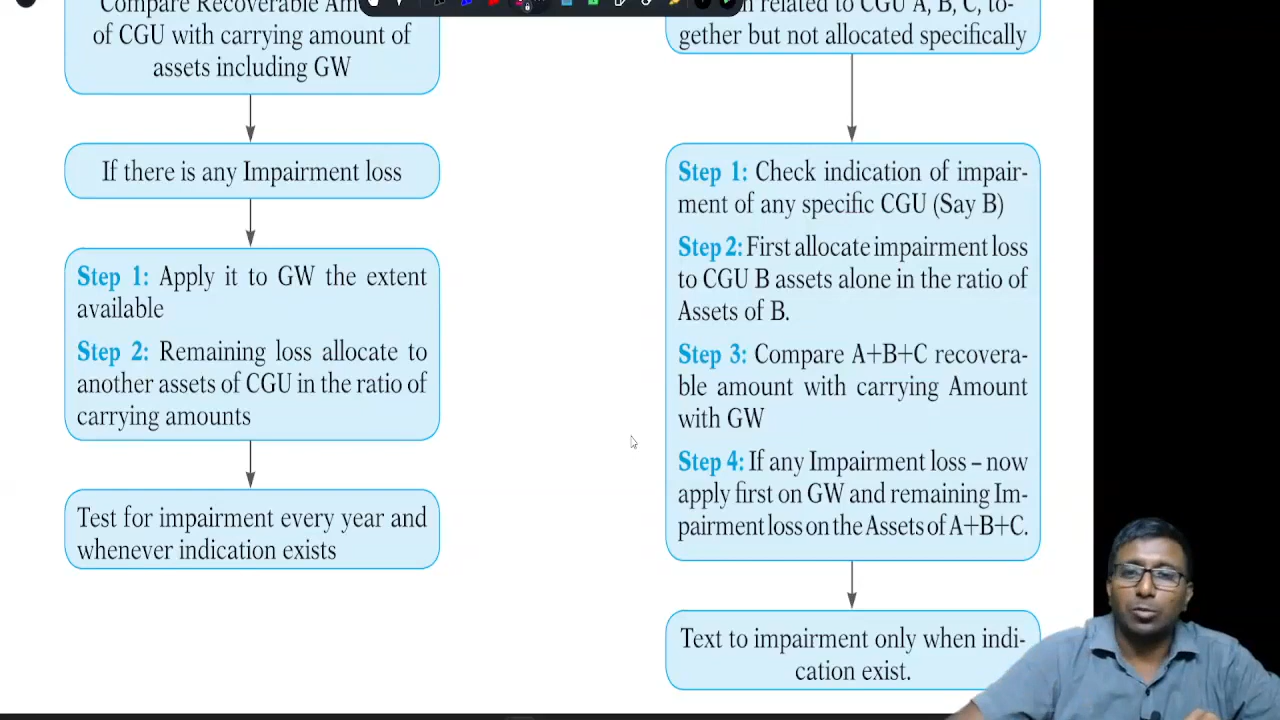 Compare Recoverable Am
of CGU with carrying amount of
assets including GW
If there is any Impairment loss
Step 1: Apply it to GW the extent
available
Step 2: Remaining loss allocate to
another assets of CGU in the ratio of
carrying amounts
Test for impairment every year and
whenever indication exists
related to CGU A, B, C, to-
gether but not allocated specifically
Step 1: Check indication of impair-
ment of any specific CGU (Say B)
Step 2: First allocate impairment loss
to CGU B assets alone in the ratio of
Assets of B.
Step 3: Compare A+B+C recovera-
ble amount with carrying Amount
with GW
Step 4: If any Impairment loss – now
apply first on GW and remaining Im-
pairment loss on the Assets of A+B+C.
Text to impairment only when indi-
cation exist.